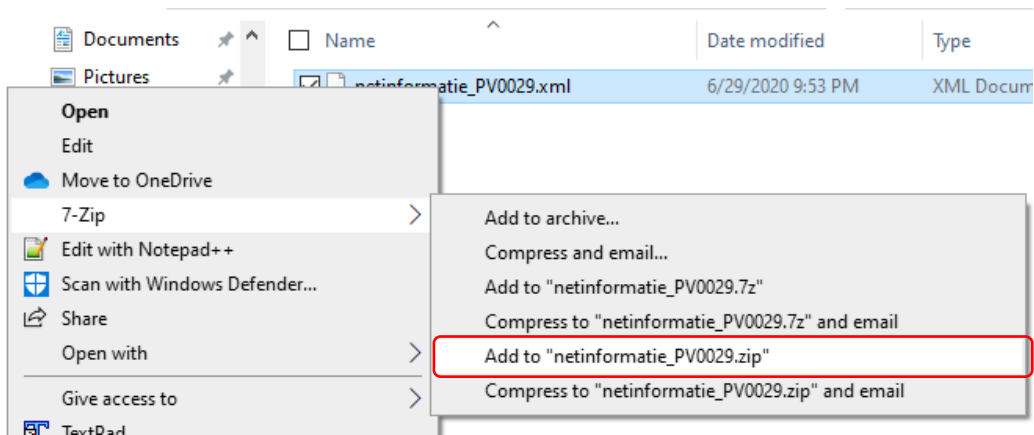 Documents
Name
Date modified
Type
Pictures
netinformatie_PV0029.xml
6/29/2020 9:53 PM
XML Docum
Open
Edit
Move to OneDrive
7-Zip
Edit with Notepad++
Scan with Windows Defender...
Share
Open with
Give access to
TextPad
Add to archive...
Compress and email...
Add to "netinformatie_PV0029.7z"
Compress to "netinformatie_PV0029.7z" and email
Add to "netinformatie_PV0029.zip"
Compress to "netinformatie_PV0029.zip" and email